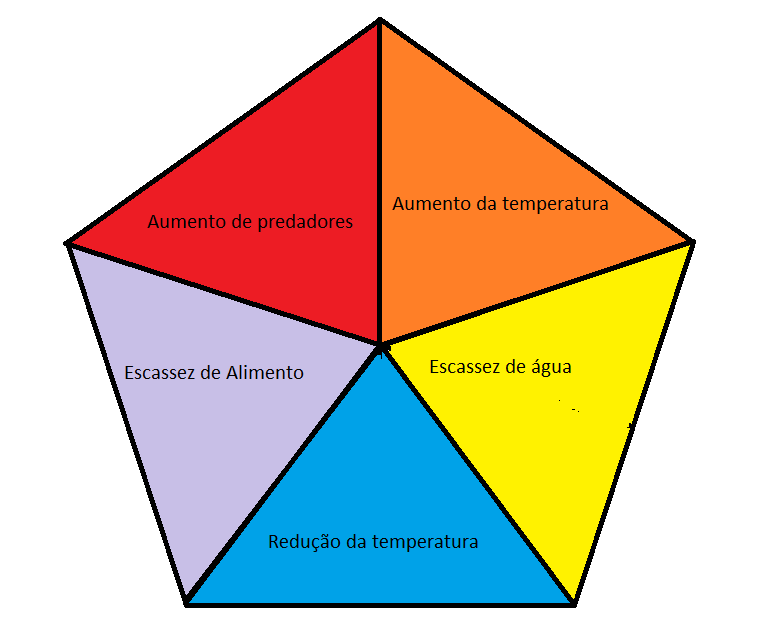 Aumento da temperatura
Aumento de predadores
Escassez de água
Escassez de Alimento
Redução da temperatura